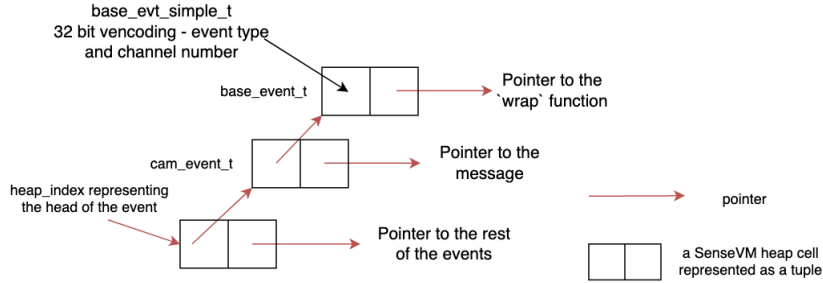 base_evt_simple_t
32 bit vencoding - event type
and channel number
base_event_t
Pointer to the
`wrap` function
cam_event_t
Pointer to the
message
heap_index representing
the head of the event
pointer
Pointer to the rest
of the events
a SenseVM heap cell
represented as a tuple